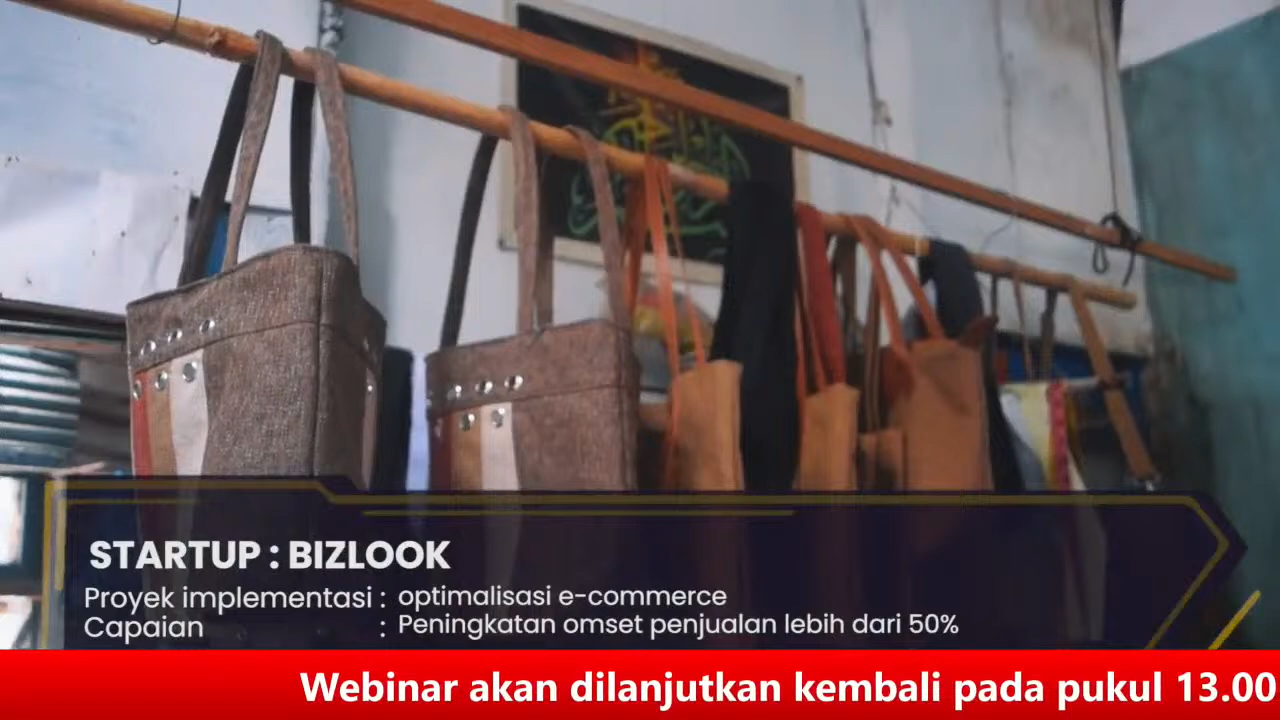 STARTUP : BIZLOOK
Proyek implementasi : optimalisasi e-commerce
Capaian : Peningkatan omset penjualan lebih dari 50%
Webinar akan dilanjutkan kembali pada pukul 13.00